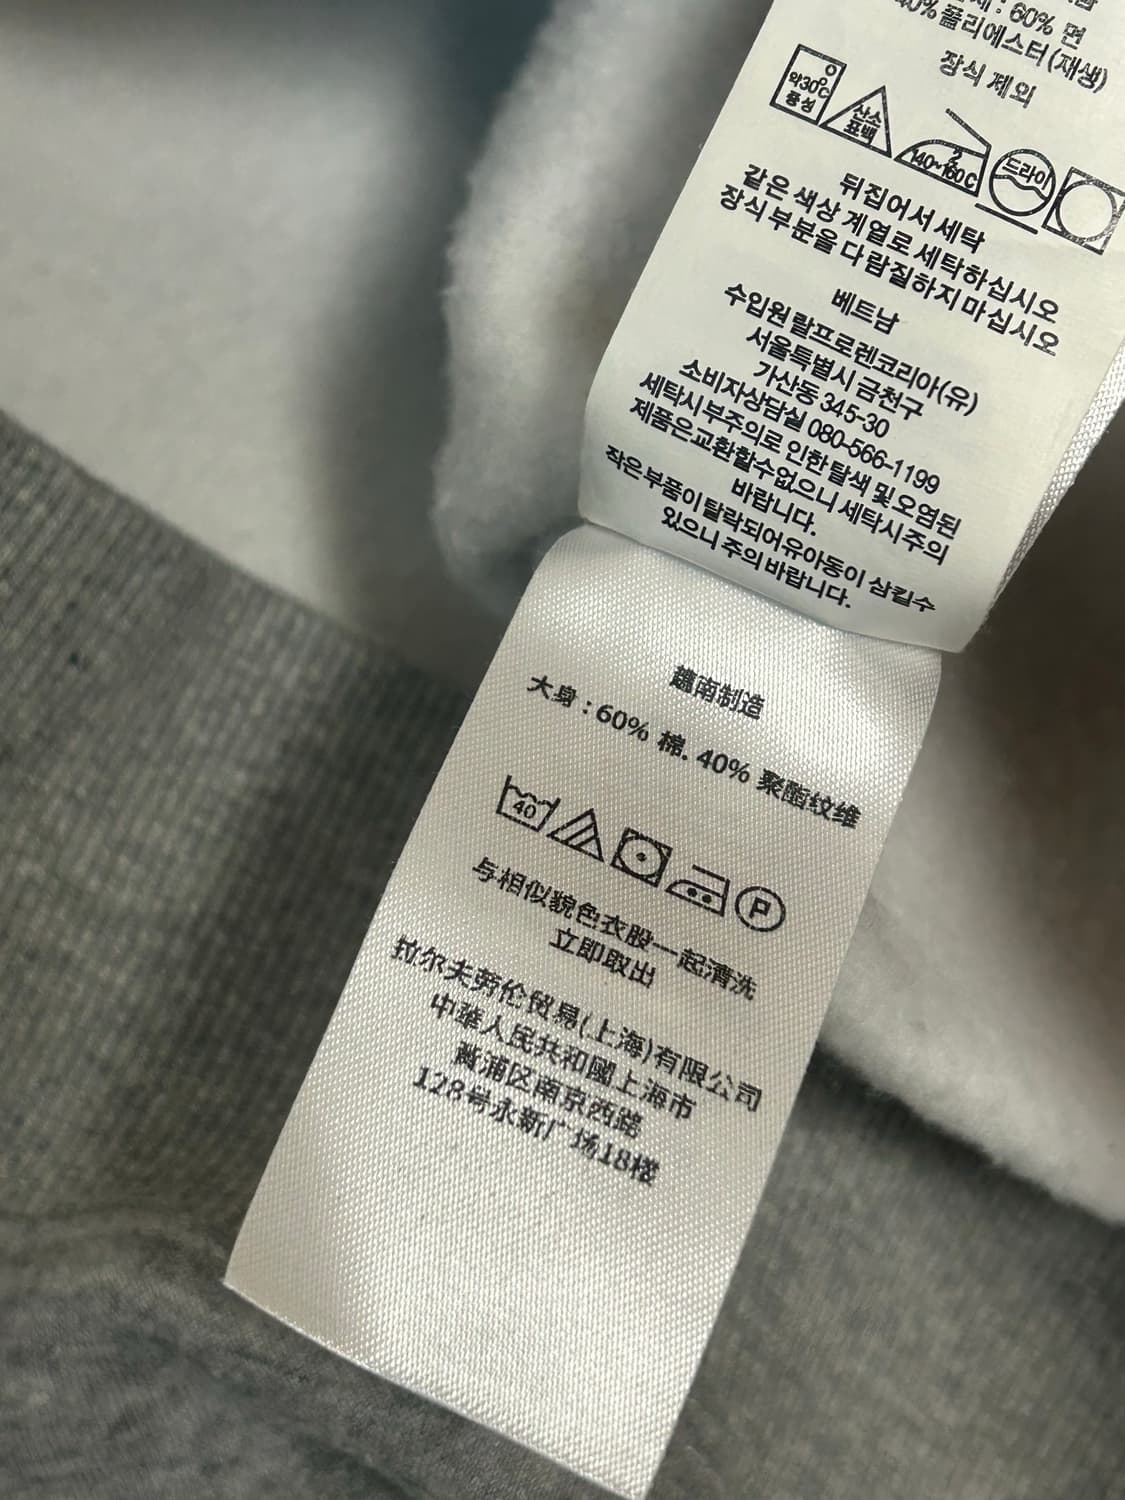 : 60% 면
40% 폴리에스터(재생)
장식 제외
약30℃
중성
산소
표백
2
140~160℃
드라이
뒤집어서 세탁
같은 색상 계열로 세탁하십시오
장식 부분을 다람질하지 마십시오
베트남
수입원 랄프로렌코리아(유)
서울특별시 금천구
가산동 345-30
소비자상담실 080-566-1199
세탁시 부주의로 인한 탈색 및 오염된
제품은 교환할수 없으니 세탁시 주의
바랍니다.
작은 부품이 탈락되어 유아동이 삼킬수
있으니 주의 바랍니다.
越南制造
大身 : 60% 棉. 40% 聚酯纹维
40
P
与相似貌色衣股一起清洗
立即取出
拉尔夫劳伦贸易(上海)有限公司
中華人民共和國上海市
浦区南京西路
128号永新广场18楼